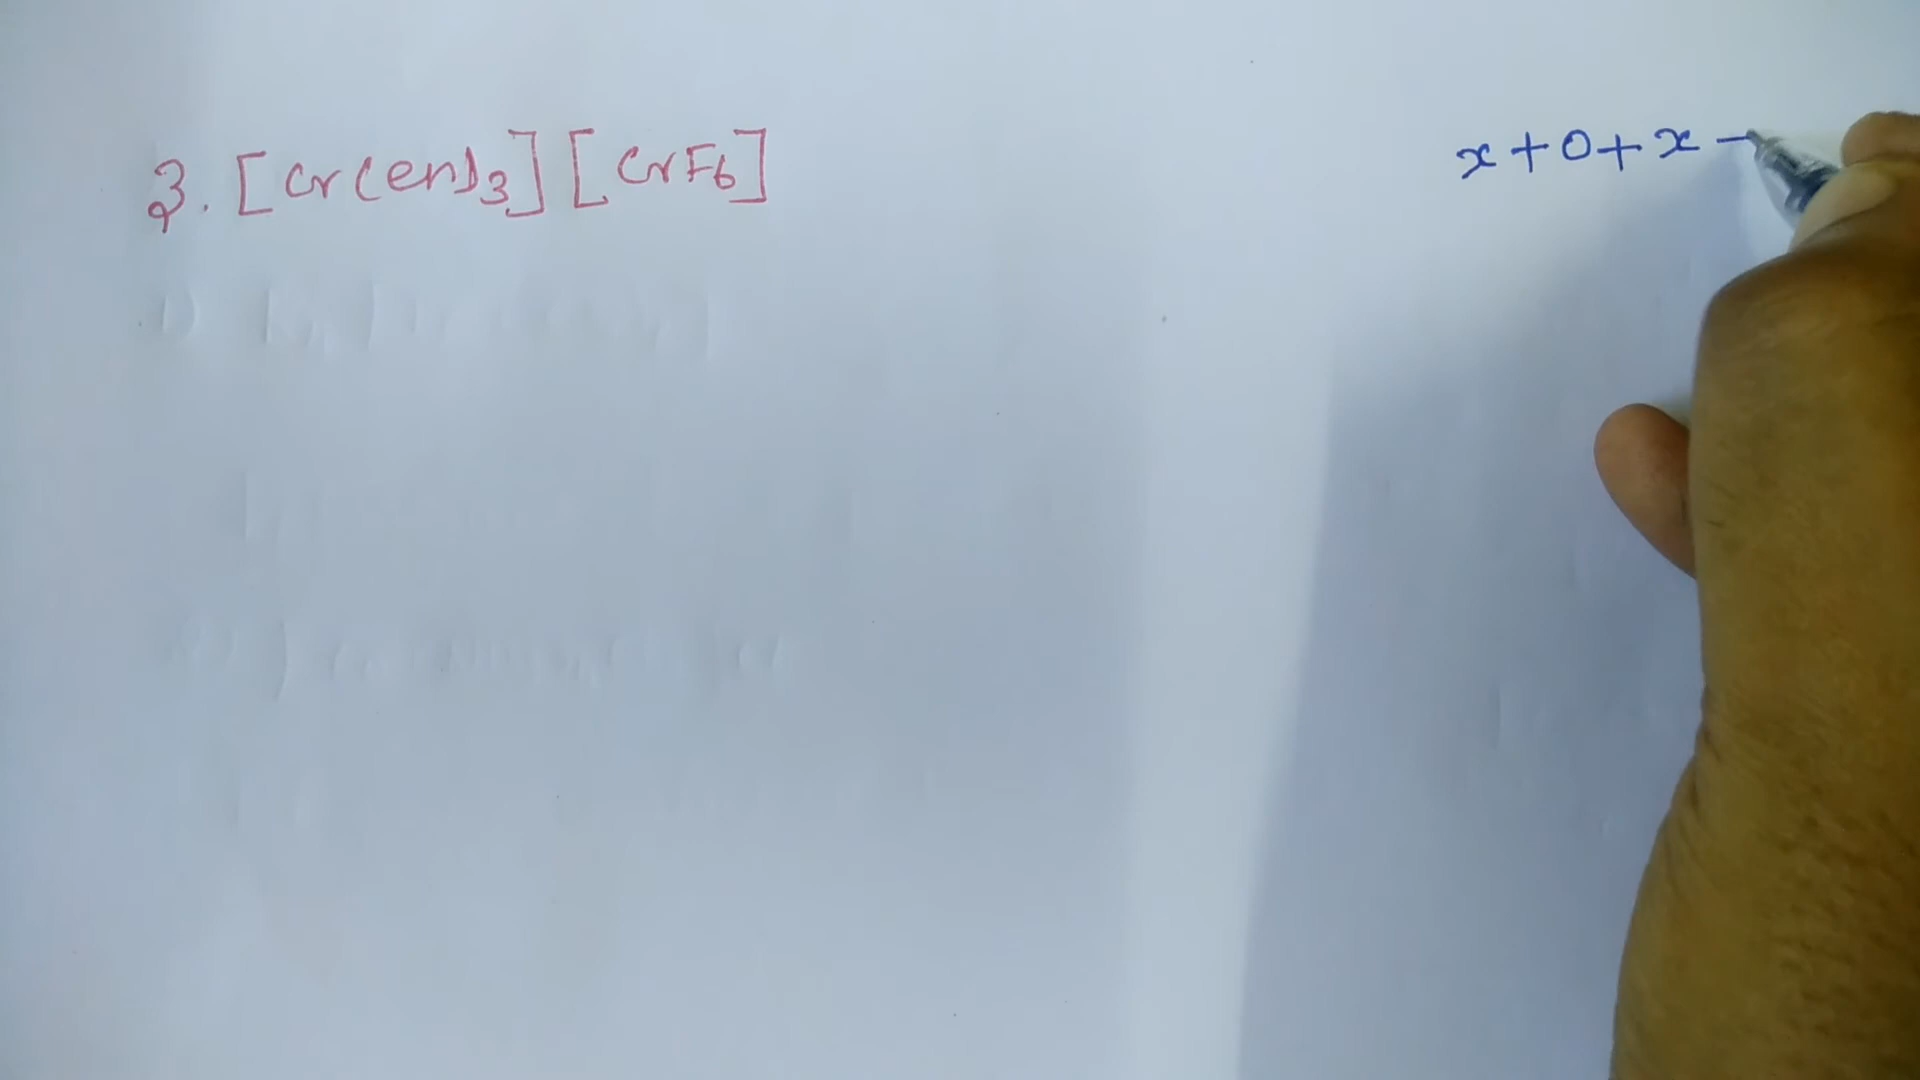 3. [Cr(en)₃] [CrF₆]
x + 0 + x -